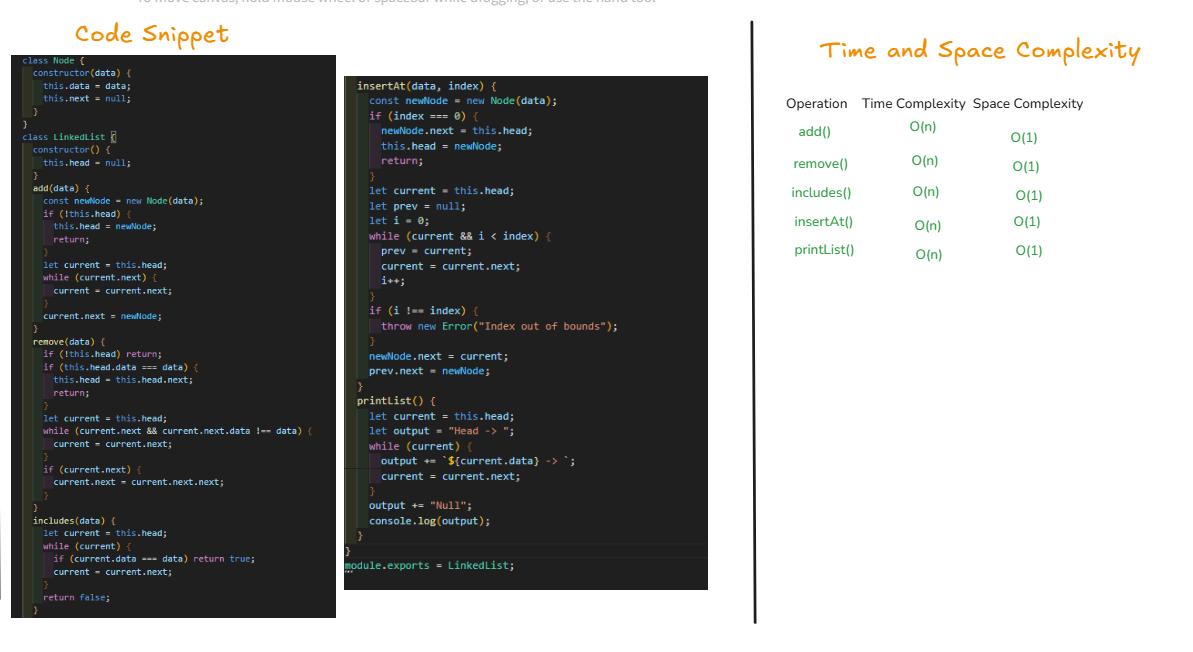 To move canvas, hold mouse wheel or spacebar while dragging, or use the hand tool
Code Snippet
class Node {
constructor(data) {
this.data = data;
this.next = null;
}
}
class LinkedList {
constructor() {
this.head = null;
}
add(data) {
const newNode = new Node(data);
if (!this.head) {
this.head = newNode;
return;
}
let current = this.head;
while (current.next) {
current = current.next;
}
current.next = newNode;
}
remove(data) {
if (!this.head) return;
if (this.head.data === data) {
this.head = this.head.next;
return;
}
let current = this.head;
while (current.next && current.next.data !== data) {
current = current.next;
}
if (current.next) {
current.next = current.next.next;
}
}
includes(data) {
let current = this.head;
while (current) {
if (current.data === data) return true;
current = current.next;
}
return false;
}
insertAt(data, index) {
const newNode = new Node(data);
if (index === 0) {
newNode.next = this.head;
this.head = newNode;
return;
}
let current = this.head;
let prev = null;
let i = 0;
while (current && i < index) {
prev = current;
current = current.next;
i++;
}
if (i !== index) {
throw new Error("Index out of bounds");
}
newNode.next = current;
prev.next = newNode;
}
printList() {
let current = this.head;
let output = "Head -> ";
while (current) {
output += `${current.data} -> `;
current = current.next;
}
output += "Null";
console.log(output);
}
}
module.exports = LinkedList;
Time and Space Complexity
Operation Time Complexity Space Complexity
add() O(n) O(1)
remove() O(n) O(1)
includes() O(n) O(1)
insertAt() O(n) O(1)
printList() O(n) O(1)